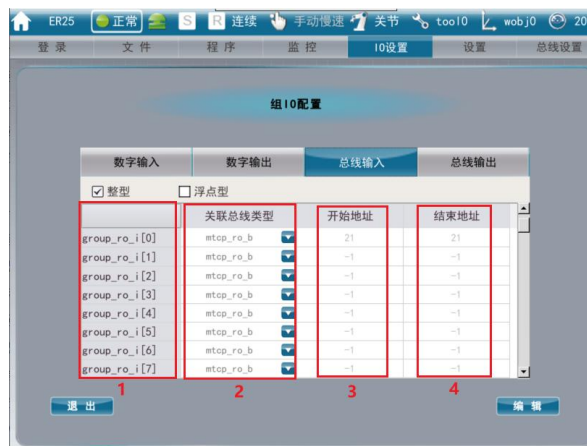 ER25 正常 S R 连续 手动慢速 关节 tool0 wobj0 20
登录 文件 程序 监控 IO设置 设置 总线设置
组IO配置
数字输入 数字输出 总线输入 总线输出
整型 浮点型
关联总线类型 开始地址 结束地址
group_ro_i[0] mtcp_ro_b 21 21
group_ro_i[1] mtcp_ro_b -1 -1
group_ro_i[2] mtcp_ro_b -1 -1
group_ro_i[3] mtcp_ro_b -1 -1
group_ro_i[4] mtcp_ro_b -1 -1
group_ro_i[5] mtcp_ro_b -1 -1
group_ro_i[6] mtcp_ro_b -1 -1
group_ro_i[7] mtcp_ro_b -1 -1
1 2 3 4
退出 编辑